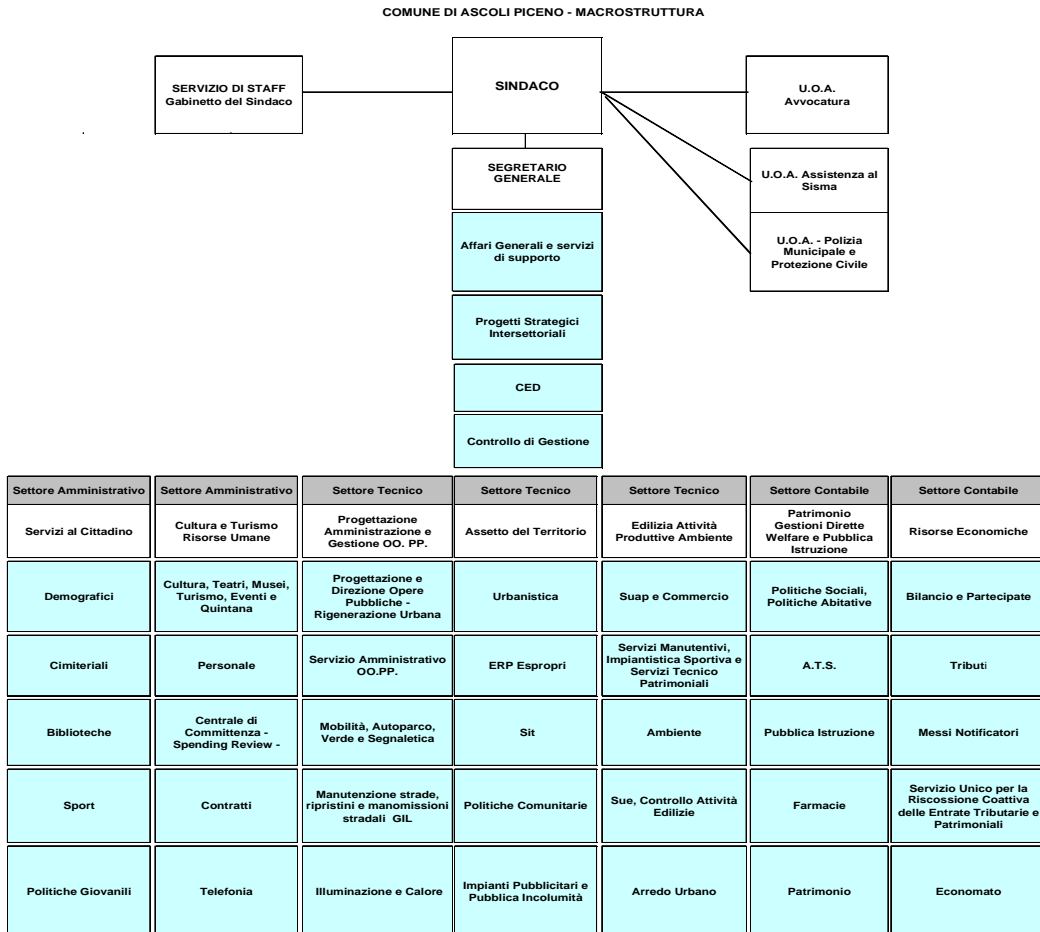 COMUNE DI ASCOLI PICENO - MACROSTRUTTURA
SERVIZIO DI STAFF
Gabinetto del Sindaco
SINDACO
U.O.A.
Avvocatura
SEGRETARIO
GENERALE
U.O.A. Assistenza al
Sisma
Affari Generali e servizi
di supporto
U.O.A. - Polizia
Municipale e
Protezione Civile
Progetti Strategici
Intersettoriali
CED
Controllo di Gestione
Settore Amministrativo
Settore Amministrativo
Settore Tecnico
Settore Tecnico
Settore Tecnico
Settore Contabile
Settore Contabile
Servizi al Cittadino
Cultura e Turismo
Risorse Umane
Progettazione
Amministrazione e
Gestione OO. PP.
Assetto del Territorio
Edilizia Attività
Produttive Ambiente
Patrimonio
Gestioni Dirette
Welfare e Pubblica
Istruzione
Risorse Economiche
Demografici
Cultura, Teatri, Musei,
Turismo, Eventi e
Quintana
Progettazione e
Direzione Opere
Pubbliche -
Rigenerazione Urbana
Urbanistica
Suap e Commercio
Politiche Sociali,
Politiche Abitative
Bilancio e Partecipate
Cimiteriali
Personale
Servizio Amministrativo
OO.PP.
ERP Espropri
Servizi Manutentivi,
Impiantistica Sportiva e
Servizi Tecnico
Patrimoniali
A.T.S.
Tributi
Biblioteche
Centrale di
Committenza -
Spending Review -
Mobilità, Autoparco,
Verde e Segnaletica
Sit
Ambiente
Pubblica Istruzione
Messi Notificatori
Sport
Contratti
Manutenzione strade,
ripristini e manomissioni
stradali GIL
Politiche Comunitarie
Sue, Controllo Attività
Edilizie
Farmacie
Servizio Unico per la
Riscossione Coattiva
delle Entrate Tributarie e
Patrimoniali
Politiche Giovanili
Telefonia
Illuminazione e Calore
Impianti Pubblicitari e
Pubblica Incolumità
Arredo Urbano
Patrimonio
Economato